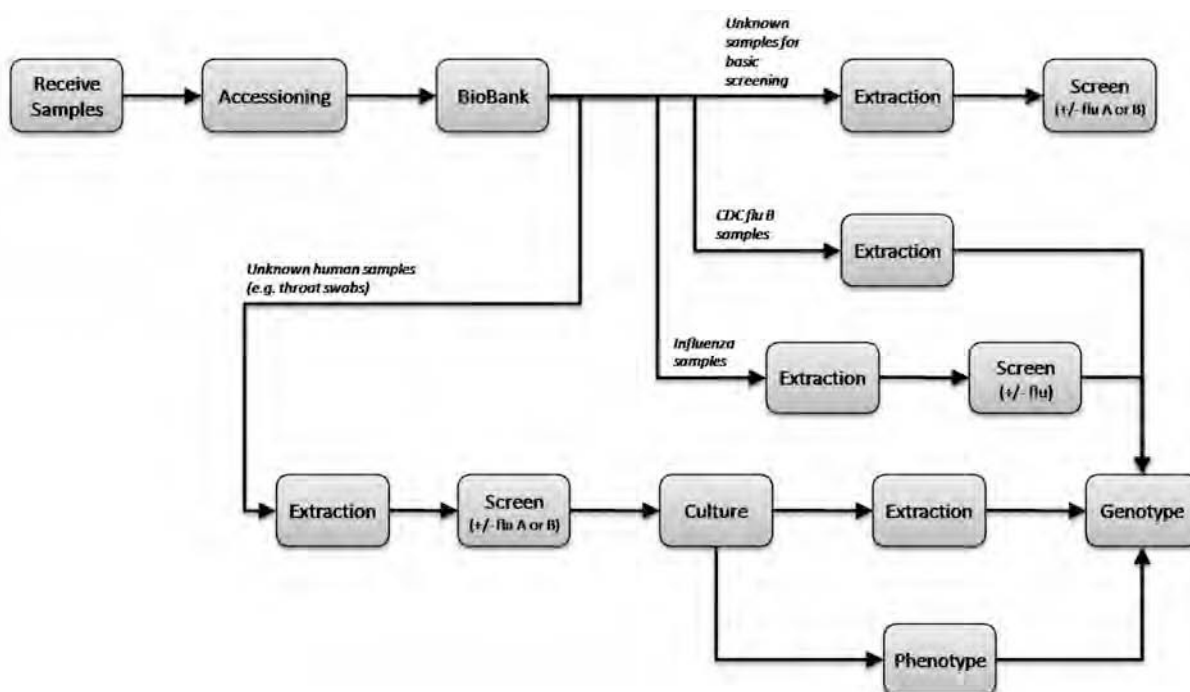 Unknown
samples for
basic
screening
Receive
Samples
Accessioning
BioBank
Extraction
Screen
(+/- flu A or B)
CDC flu B
samples
Extraction
Unknown human samples
(e.g. throat swabs)
Influenza
samples
Extraction
Screen
(+/- flu)
Extraction
Screen
(+/- flu A or B)
Culture
Extraction
Genotype
Phenotype